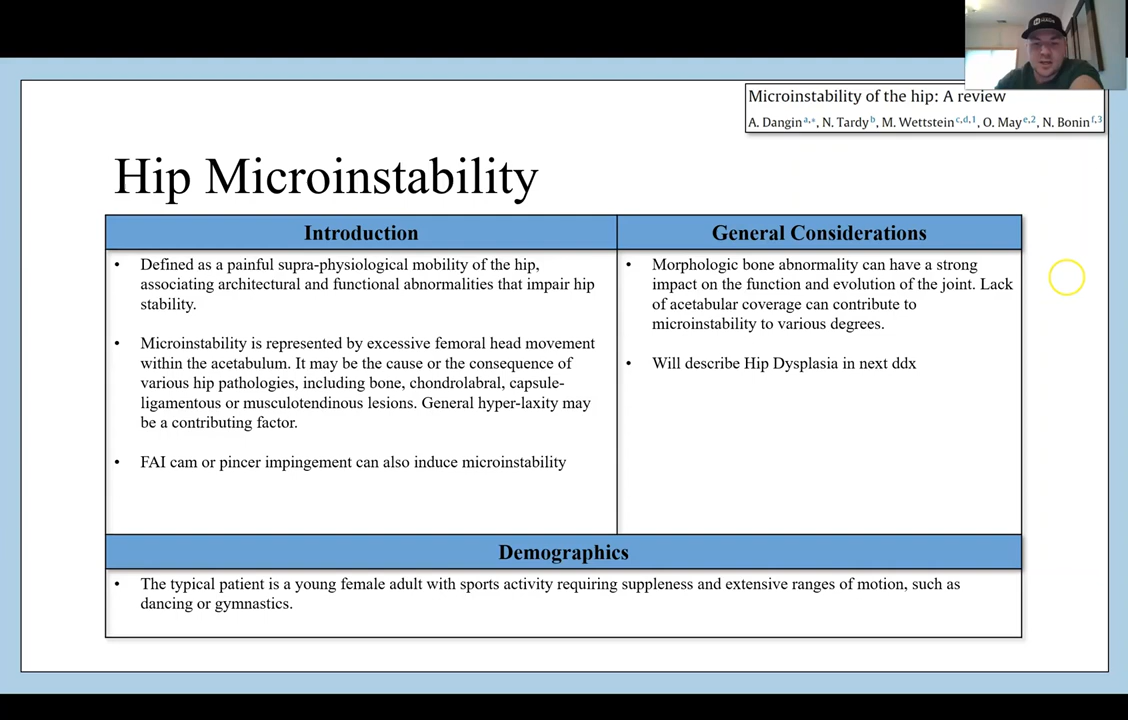 Microinstability of the hip: A review
A. Dangin a,*, N. Tardy b, M. Wettstein c,d,1, O. May e,2, N. Bonin f,3
Hip Microinstability
Introduction
• Defined as a painful supra-physiological mobility of the hip,
associating architectural and functional abnormalities that impair hip
stability.
• Microinstability is represented by excessive femoral head movement
within the acetabulum. It may be the cause or the consequence of
various hip pathologies, including bone, chondrolabral, capsule-
ligamentous or musculotendinous lesions. General hyper-laxity may
be a contributing factor.
• FAI cam or pincer impingement can also induce microinstability
General Considerations
• Morphologic bone abnormality can have a strong
impact on the function and evolution of the joint. Lack
of acetabular coverage can contribute to
microinstability to various degrees.
• Will describe Hip Dysplasia in next ddx
Demographics
• The typical patient is a young female adult with sports activity requiring suppleness and extensive ranges of motion, such as
dancing or gymnastics.